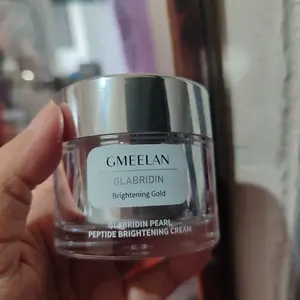 GMEELAN
GLABRIDIN
Brightening Gold
GLABRIDIN PEARL
PEPTIDE BRIGHTENING CREAM